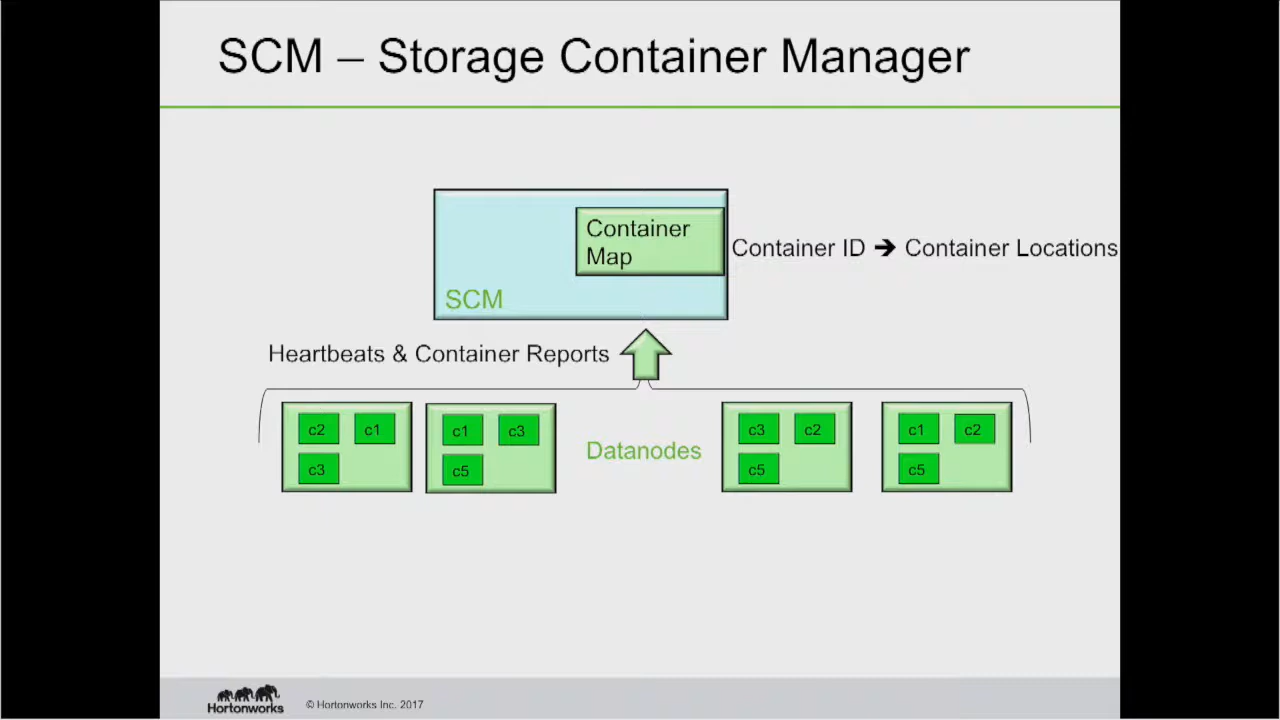 SCM – Storage Container Manager
Container
Map
Container ID ➔ Container Locations
SCM
Heartbeats & Container Reports
c2 c1
c3
c1 c3
c5
Datanodes
c3 c2
c5
c1 c2
c5
Hortonworks
© Hortonworks Inc. 2017